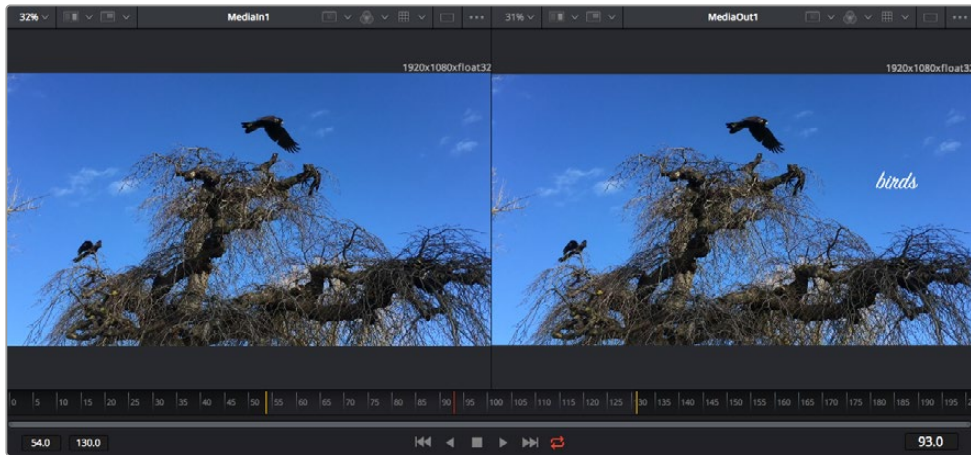 32% MediaIn1 31% MediaOut1
1920x1080xfloat32 1920x1080xfloat32
birds
0 5 10 15 20 25 30 35 40 45 50 55 60 65 70 75 80 85 90 95 100 105 110 115 120 125 130 135 140 145 150 155 160 165 170 175 180 185 190 195
54.0 130.0 93.0